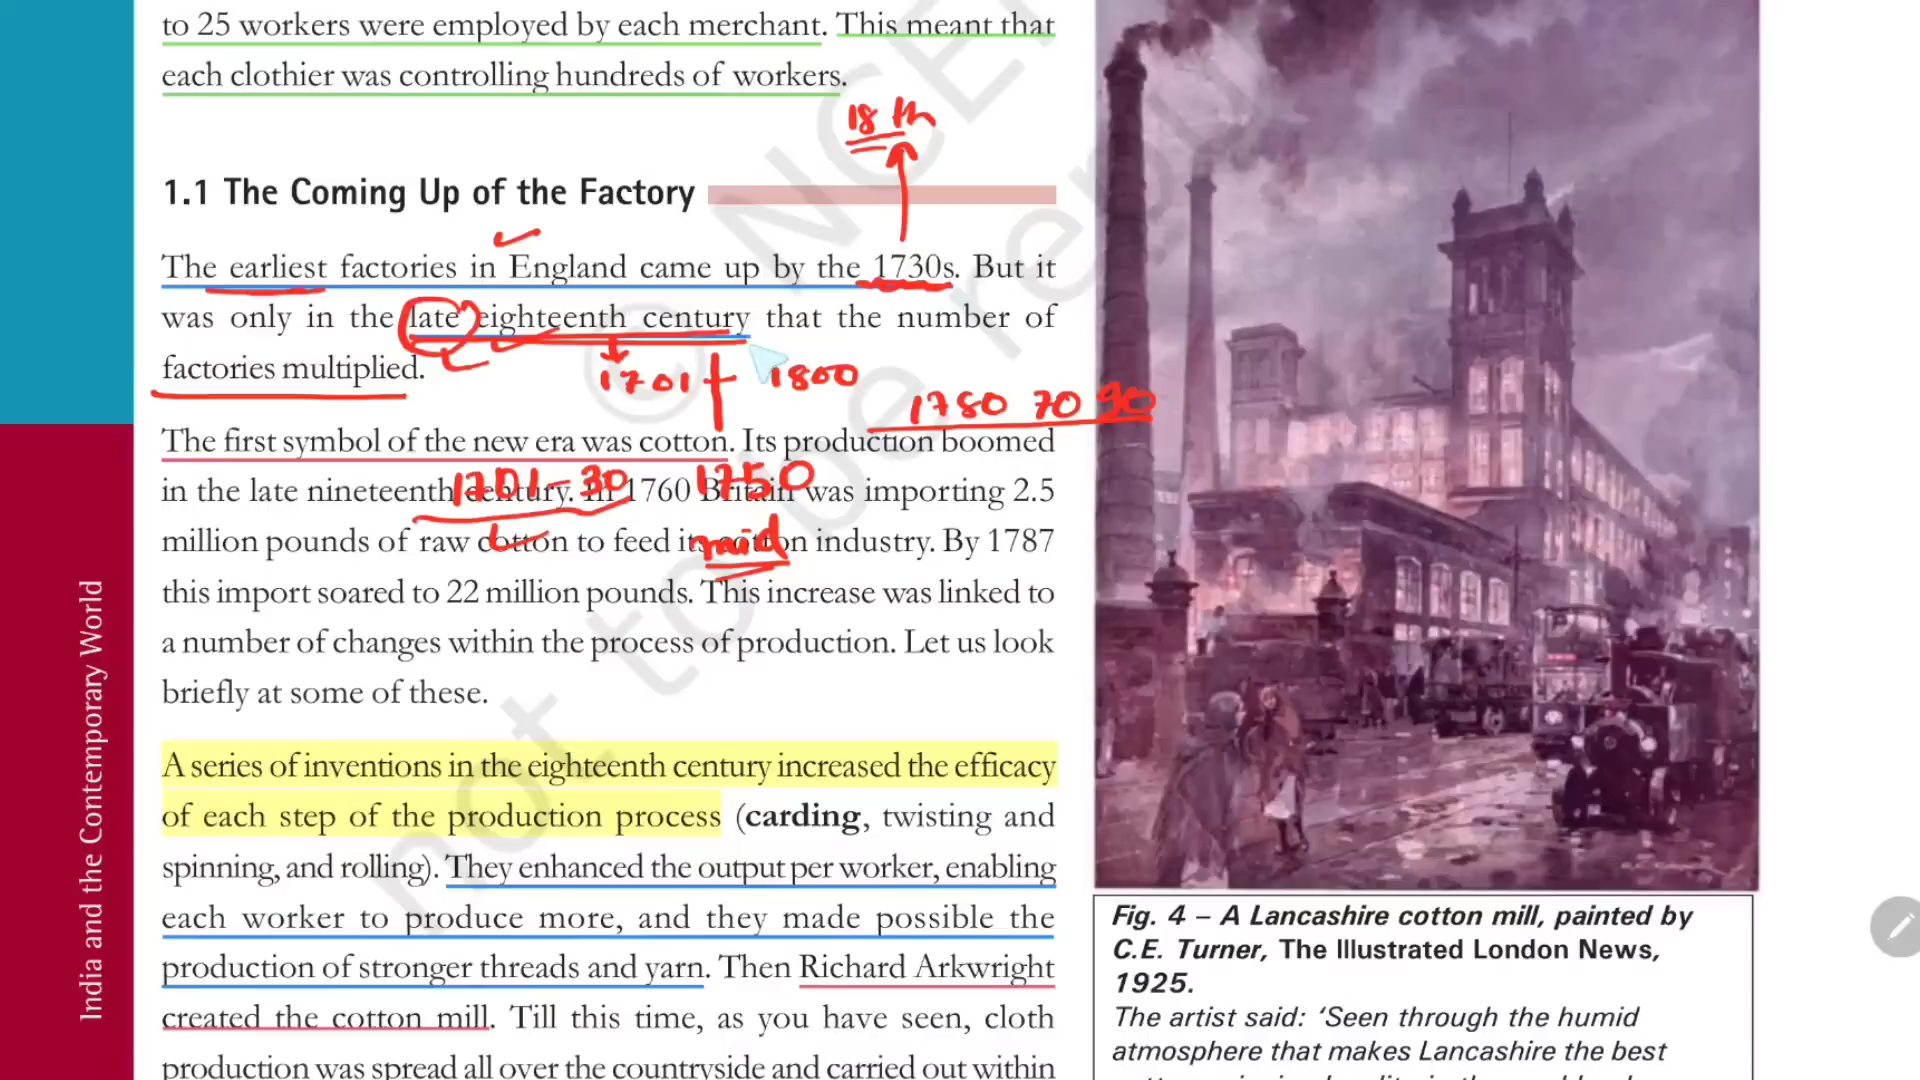 to 25 workers were employed by each merchant. This meant that
each clothier was controlling hundreds of workers.
18 th
1.1 The Coming Up of the Factory
The earliest factories in England came up by the 1730s. But it
was only in the late eighteenth century that the number of
factories multiplied.
1701 1800
1780 70 90
The first symbol of the new era was cotton. Its production boomed
in the late nineteenth century. In 1760 Britain was importing 2.5
1701-30 1750
million pounds of raw cotton to feed its cotton industry. By 1787
mid
this import soared to 22 million pounds. This increase was linked to
a number of changes within the process of production. Let us look
briefly at some of these.
A series of inventions in the eighteenth century increased the efficacy
of each step of the production process (carding, twisting and
spinning, and rolling). They enhanced the output per worker, enabling
each worker to produce more, and they made possible the
production of stronger threads and yarn. Then Richard Arkwright
created the cotton mill. Till this time, as you have seen, cloth
production was spread all over the countryside and carried out within
India and the Contemporary World
Fig. 4 – A Lancashire cotton mill, painted by
C.E. Turner, The Illustrated London News,
1925.
The artist said: ‘Seen through the humid
atmosphere that makes Lancashire the best
not to be